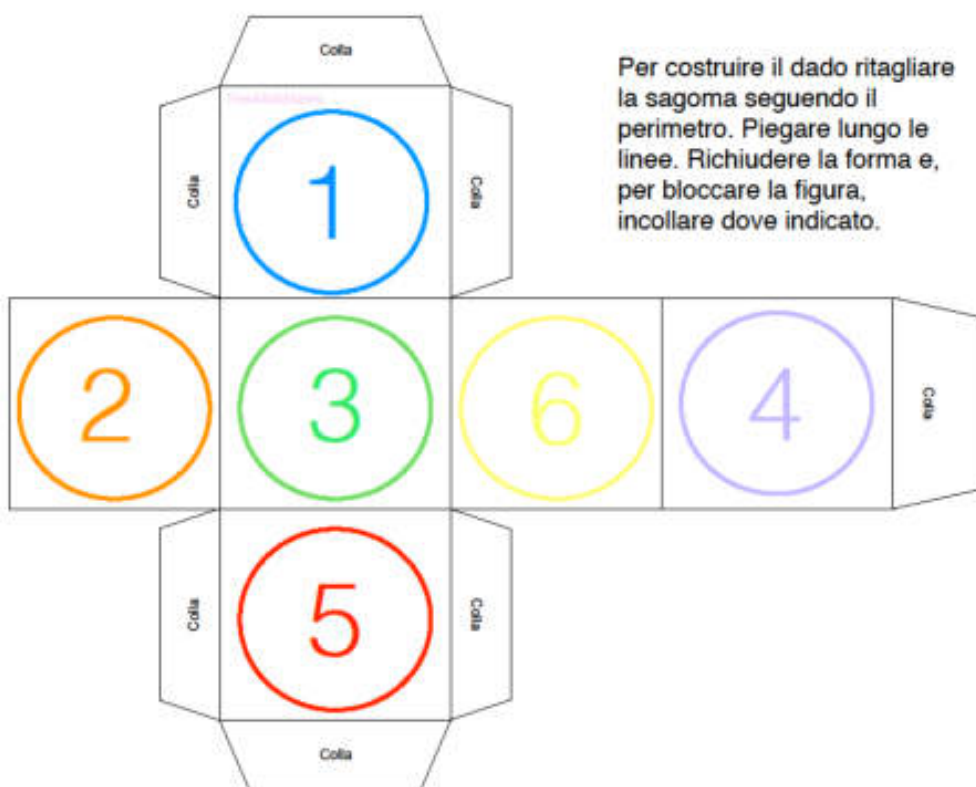 Colla
Per costruire il dado ritagliare
la sagoma seguendo il
perimetro. Piegare lungo le
linee. Richiudere la forma e,
per bloccare la figura,
incollare dove indicato.
Colla
1
Colla
2
3
6
4
Colla
Colla
5
Colla
Colla